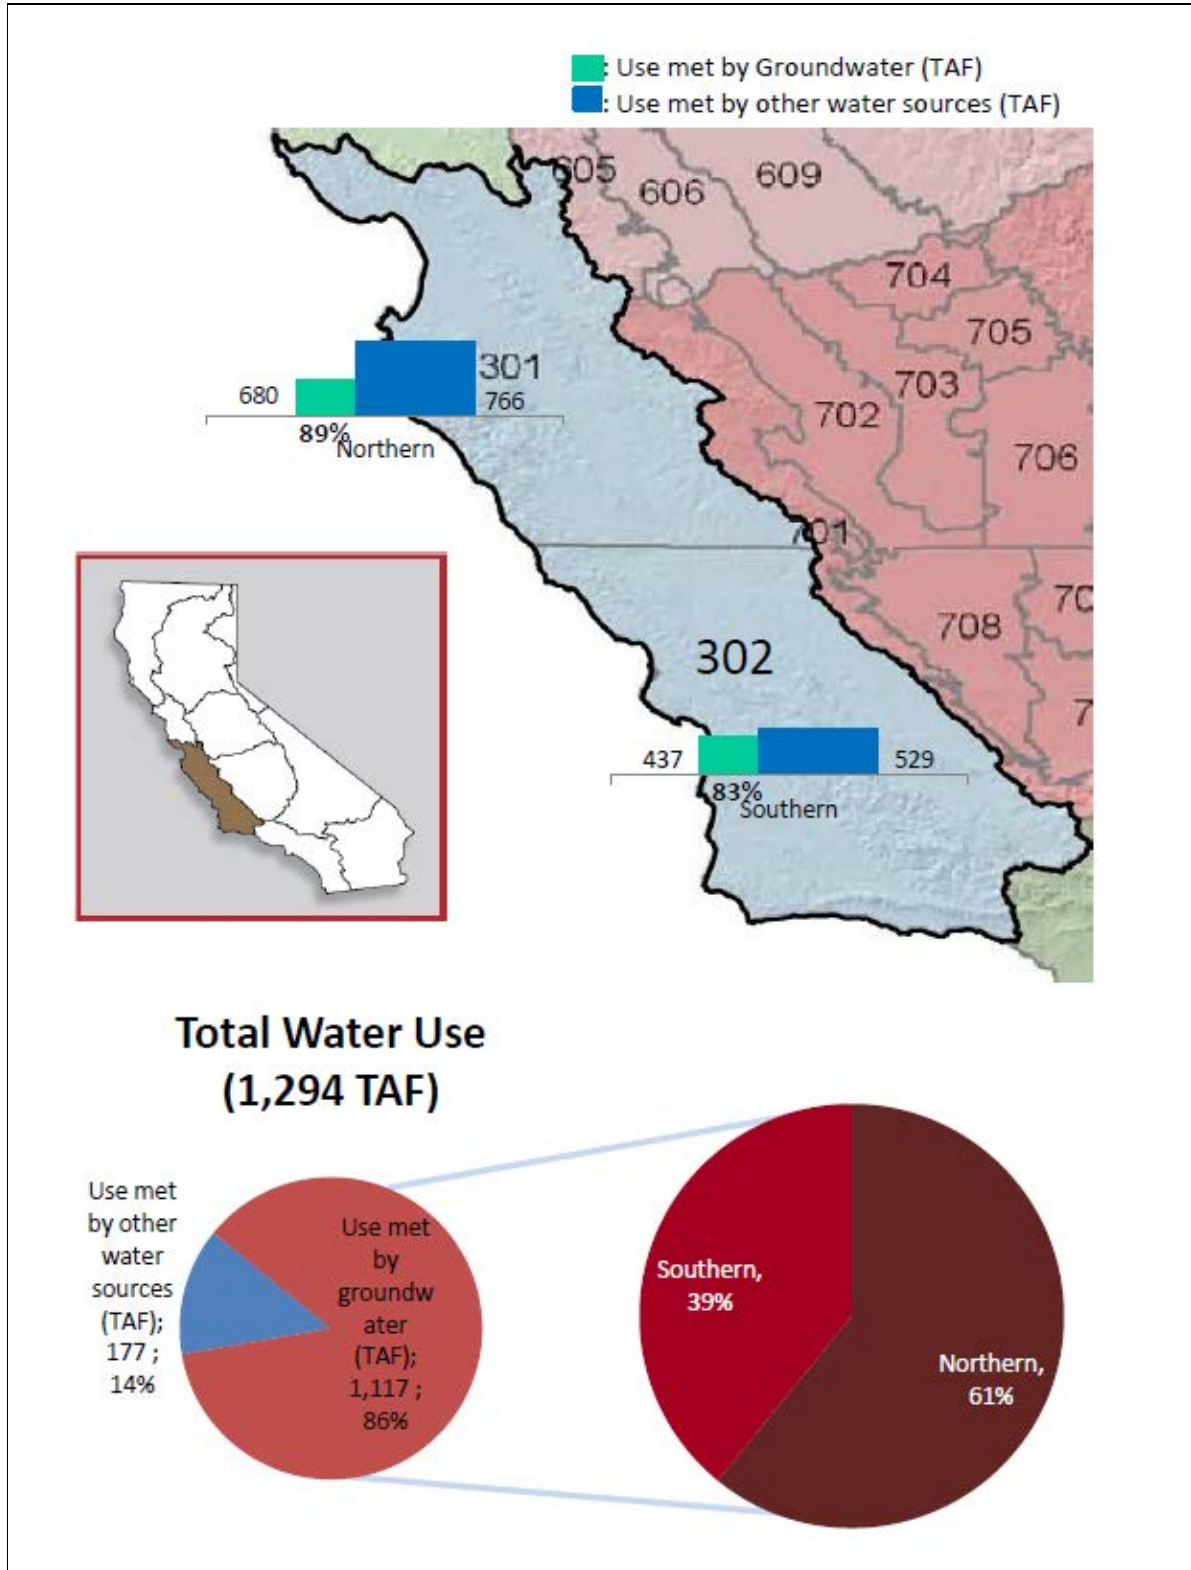 : Use met by Groundwater (TAF)
: Use met by other water sources (TAF)
605
606
609
704
705
703
702
706
301
680
766
89%
Northern
701
302
708
70
7
437
529
83%
Southern
Total Water Use
(1,294 TAF)
Use met
by other
water
sources
(TAF);
177 ;
14%
Use met
by
groundw
ater
(TAF);
1,117 ;
86%
Southern,
39%
Northern,
61%